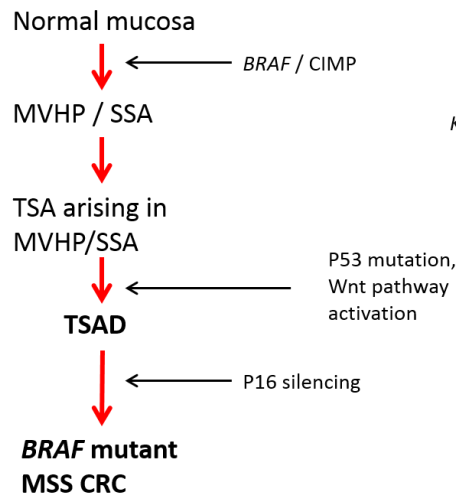 Normal mucosa
BRAF / CIMP
MVHP / SSA
K
TSA arising in
MVHP/SSA
P53 mutation,
Wnt pathway
activation
TSAD
P16 silencing
BRAF mutant
MSS CRC